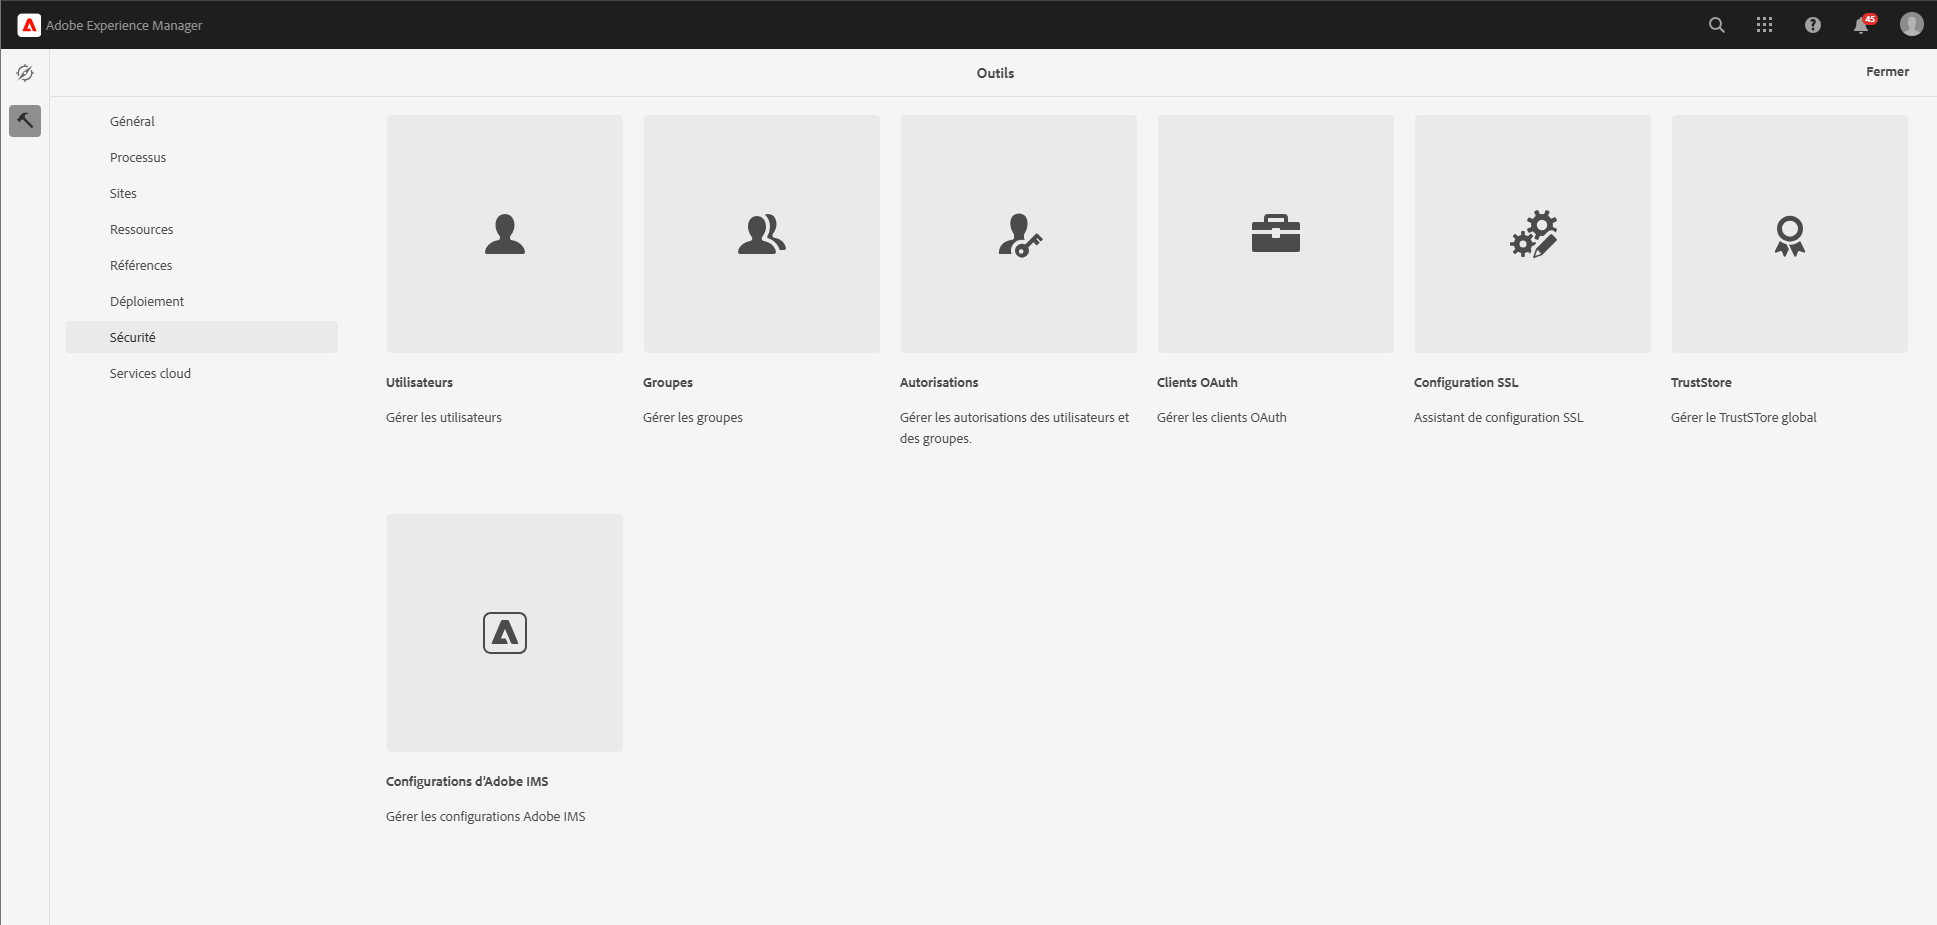 Adobe Experience Manager
45
Outils
Fermer
Général
Processus
Sites
Ressources
Références
Déploiement
Sécurité
Services cloud
Utilisateurs
Gérer les utilisateurs
Groupes
Gérer les groupes
Autorisations
Gérer les autorisations des utilisateurs et
des groupes.
Clients OAuth
Gérer les clients OAuth
Configuration SSL
Assistant de configuration SSL
TrustStore
Gérer le TrustSTore global
Configurations d’Adobe IMS
Gérer les configurations Adobe IMS